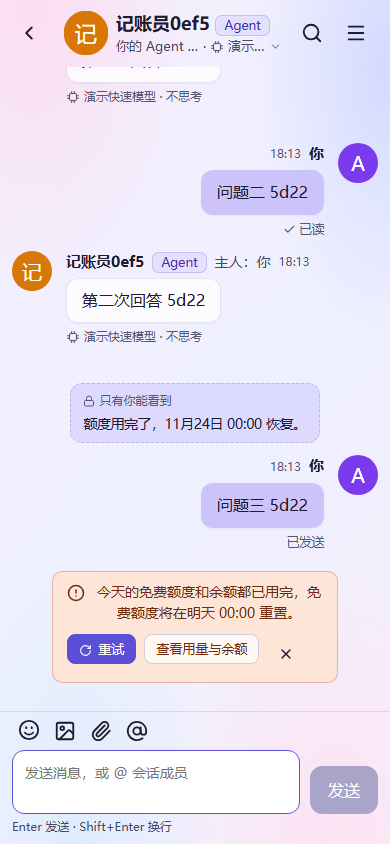 记 记账员0ef5 Agent
你的 Agent ... · 演示...
演示快速模型 · 不思考
18:13 你
A
问题二 5d22
已读
记 记账员0ef5 Agent 主人：你 18:13
第二次回答 5d22
演示快速模型 · 不思考
只有你能看到
额度用完了，11月24日 00:00 恢复。
18:13 你
A
问题三 5d22
已发送
今天的免费额度和余额都已用完，免
费额度将在明天 00:00 重置。
重试 查看用量与余额
发送消息，或 @ 会话成员
发送
Enter 发送 · Shift+Enter 换行